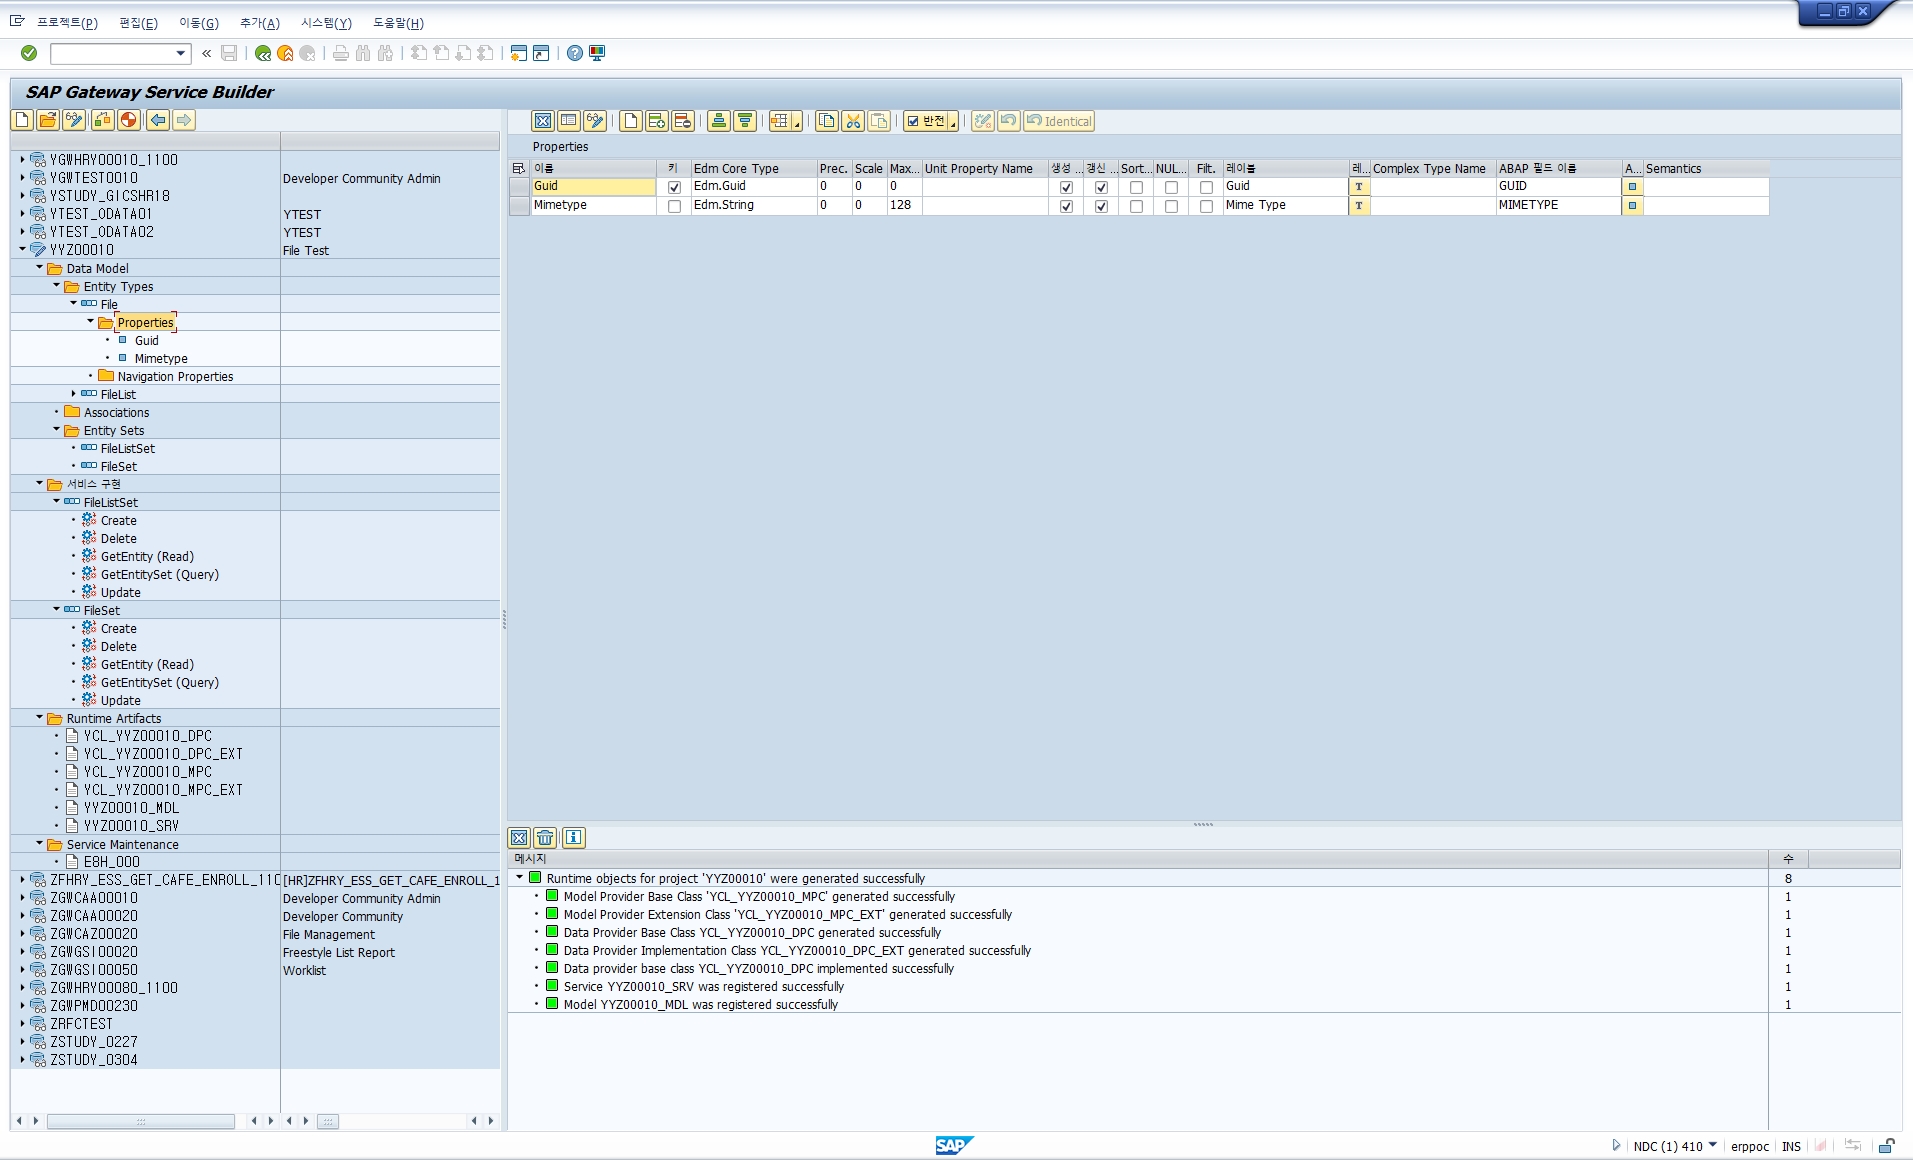 프로젝트(P) 편집(E) 이동(G) 추가(A) 시스템(Y) 도움말(H)
SAP Gateway Service Builder
반전 Identical
YGWHRY00010_1100
YGWTEST0010 Developer Community Admin
YSTUDY_GICSHR18
YTEST_ODATA01 YTEST
YTEST_ODATA02 YTEST
YYZ00010 File Test
Data Model
Entity Types
File
Properties
Guid
Mimetype
Navigation Properties
FileList
Associations
Entity Sets
FileListSet
FileSet
서비스 구현
FileListSet
Create
Delete
GetEntity (Read)
GetEntitySet (Query)
Update
FileSet
Create
Delete
GetEntity (Read)
GetEntitySet (Query)
Update
Runtime Artifacts
YCL_YYZ00010_DPC
YCL_YYZ00010_DPC_EXT
YCL_YYZ00010_MPC
YCL_YYZ00010_MPC_EXT
YYZ00010_MDL
YYZ00010_SRV
Service Maintenance
E8H_000
ZFHRY_ESS_GET_CAFE_ENROLL_110 [HR]ZFHRY_ESS_GET_CAFE_ENROLL_1
ZGWCAA00010 Developer Community Admin
ZGWCAA00020 Developer Community
ZGWCAZ00020 File Management
ZGWGSI00020 Freestyle List Report
ZGWGSI00050 Worklist
ZGWHRY00080_1100
ZGWPMD00230
ZRFCTEST
ZSTUDY_0227
ZSTUDY_0304
Properties
이름 키 Edm Core Type Prec. Scale Max... Unit Property Name 생성 ... 갱신 ... Sort... NUL... Filt. 레이블 레... Complex Type Name ABAP 필드 이름 A... Semantics
Guid Edm.Guid 0 0 0 Guid T GUID
Mimetype Edm.String 0 0 128 Mime Type T MIMETYPE
메시지 수
Runtime objects for project 'YYZ00010' were generated successfully 8
Model Provider Base Class 'YCL_YYZ00010_MPC' generated successfully 1
Model Provider Extension Class 'YCL_YYZ00010_MPC_EXT' generated successfully 1
Data Provider Base Class YCL_YYZ00010_DPC generated successfully 1
Data Provider Implementation Class YCL_YYZ00010_DPC_EXT generated successfully 1
Data provider base class YCL_YYZ00010_DPC implemented successfully 1
Service YYZ00010_SRV was registered successfully 1
Model YYZ00010_MDL was registered successfully 1
SAP NDC (1) 410 erppoc INS